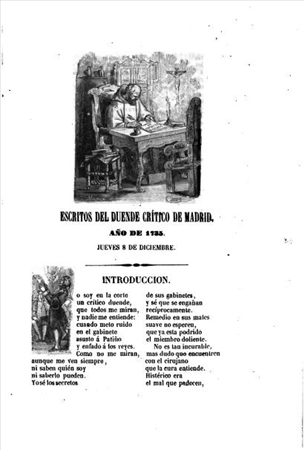 ESCRITOS DEL DUENDE CRÍTICO DE MADRID,
AÑO DE 1735.
JUEVES 8 DE DICIEMBRE.
INTRODUCCION.
o soy en la corte
un crítico duende,
que todos me miran,
y nadie me entiende:
cuando meto ruido
en el gabinete
asunto á Patiño
y enfado á los reyes.
Como no me miran,
aunque me ven siempre,
ni saben quién soy
ni saberlo pueden.
Yo sé los secretos
de sus gabinetes,
y sé que se engañan
recíprocamente.
Remedio en sus males
suave no esperen,
que ya está podrido
el miembro doliente.
No es tan incurable,
mas dudo que encuentren
con el cirujano
que la cura entiende.
Histérico era
el mal que padecen,